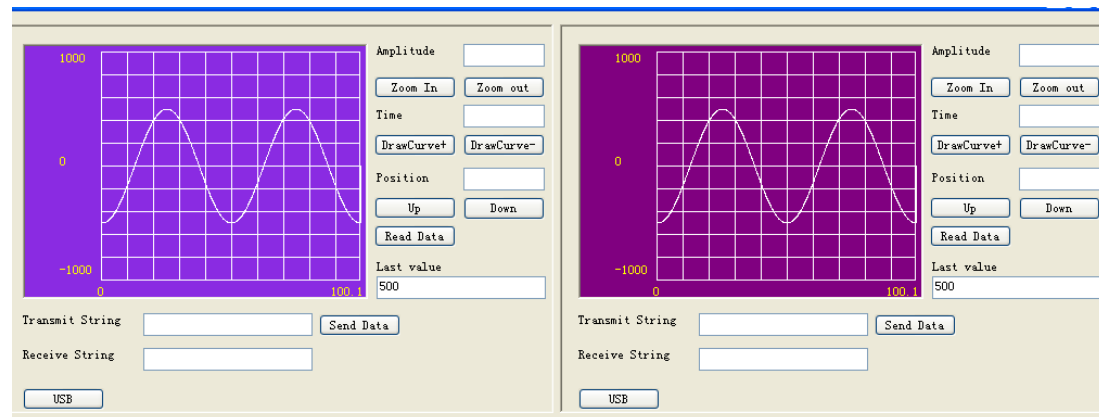 1000
0
-1000
0 100.1
Amplitude
Zoom In Zoom out
Time
DrawCurve+ DrawCurve-
Position
Up Down
Read Data
Last value
500
Transmit String Send Data
Receive String
USB
1000
0
-1000
0 100.1
Amplitude
Zoom In Zoom out
Time
DrawCurve+ DrawCurve-
Position
Up Down
Read Data
Last value
500
Transmit String Send Data
Receive String
USB